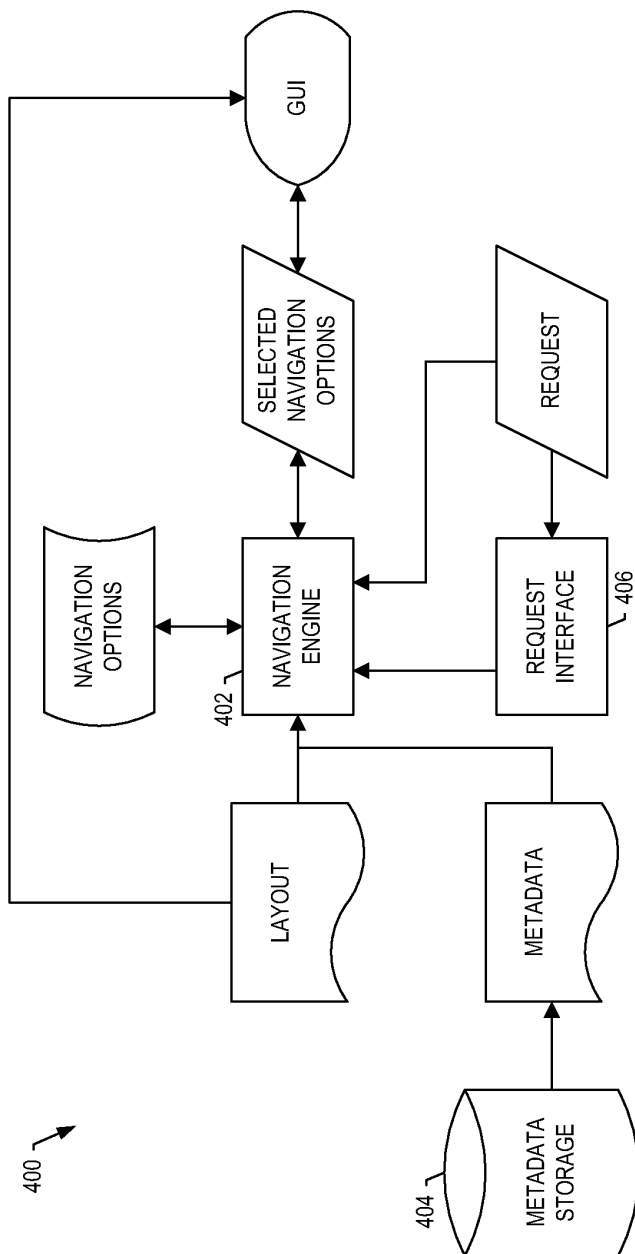 400
LAYOUT
NAVIGATION
OPTIONS
402
NAVIGATION
ENGINE
SELECTED
NAVIGATION
OPTIONS
GUI
404
METADATA
STORAGE
METADATA
REQUEST
INTERFACE
406
REQUEST